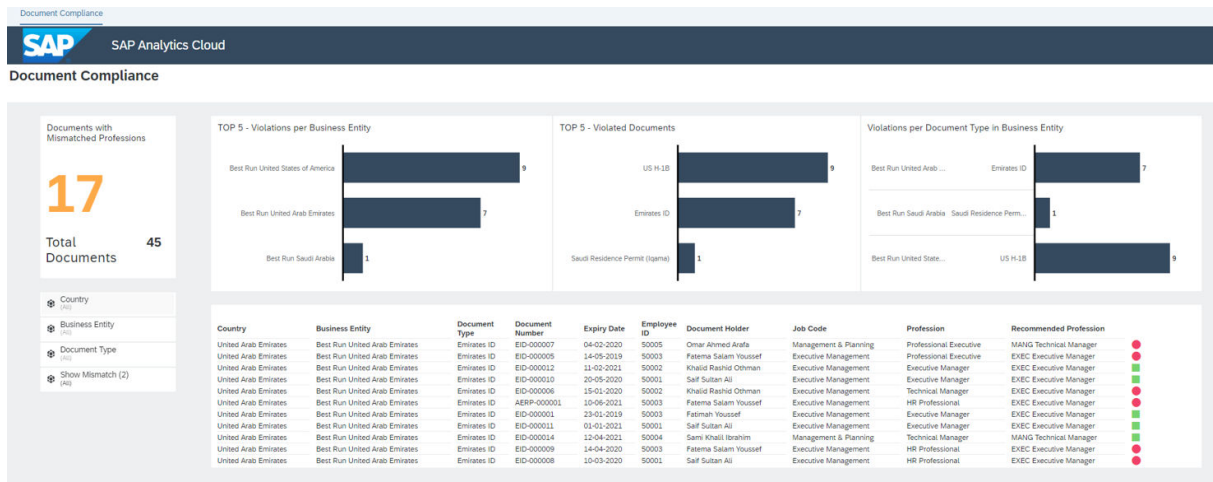 Document Compliance
SAP
SAP Analytics Cloud
Document Compliance
Documents with
Mismatched Professions
17
Total 45
Documents
Country
(All)
Business Entity
(All)
Document Type
(All)
Show Mismatch (2)
(All)
TOP 5 - Violations per Business Entity
Best Run United States of America 9
Best Run United Arab Emirates 7
Best Run Saudi Arabia 1
TOP 5 - Violated Documents
US H-1B 9
Emirates ID 7
Saudi Residence Permit (Iqama) 1
Violations per Document Type in Business Entity
Best Run United Arab ... Emirates ID 7
Best Run Saudi Arabia Saudi Residence Perm... 1
Best Run United State... US H-1B 9
Country Business Entity Document Type Document Number Expiry Date Employee ID Document Holder Job Code Profession Recommended Profession
United Arab Emirates Best Run United Arab Emirates Emirates ID EID-000007 04-02-2020 50005 Omar Ahmed Arafa Management & Planning Professional Executive MANG Technical Manager
United Arab Emirates Best Run United Arab Emirates Emirates ID EID-000005 14-05-2019 50003 Fatema Salam Youssef Executive Management Professional Executive EXEC Executive Manager
United Arab Emirates Best Run United Arab Emirates Emirates ID EID-000012 11-02-2021 50002 Khalid Rashid Othman Executive Management Executive Manager EXEC Executive Manager
United Arab Emirates Best Run United Arab Emirates Emirates ID EID-000010 20-05-2020 50001 Saif Sultan Ali Executive Management Executive Manager EXEC Executive Manager
United Arab Emirates Best Run United Arab Emirates Emirates ID EID-000006 15-01-2020 50002 Khalid Rashid Othman Executive Management Technical Manager EXEC Executive Manager
United Arab Emirates Best Run United Arab Emirates Emirates ID AERP-000001 10-06-2021 50003 Fatema Salam Youssef Executive Management HR Professional EXEC Executive Manager
United Arab Emirates Best Run United Arab Emirates Emirates ID EID-000001 23-01-2019 50003 Fatimah Youssef Executive Management Executive Manager EXEC Executive Manager
United Arab Emirates Best Run United Arab Emirates Emirates ID EID-000011 01-01-2021 50001 Saif Sultan Ali Executive Management Executive Manager EXEC Executive Manager
United Arab Emirates Best Run United Arab Emirates Emirates ID EID-000014 12-04-2021 50004 Sami Khalil Ibrahim Management & Planning Technical Manager MANG Technical Manager
United Arab Emirates Best Run United Arab Emirates Emirates ID EID-000009 14-04-2020 50003 Fatema Salam Youssef Executive Management HR Professional EXEC Executive Manager
United Arab Emirates Best Run United Arab Emirates Emirates ID EID-000008 10-03-2020 50001 Saif Sultan Ali Executive Management HR Professional EXEC Executive Manager